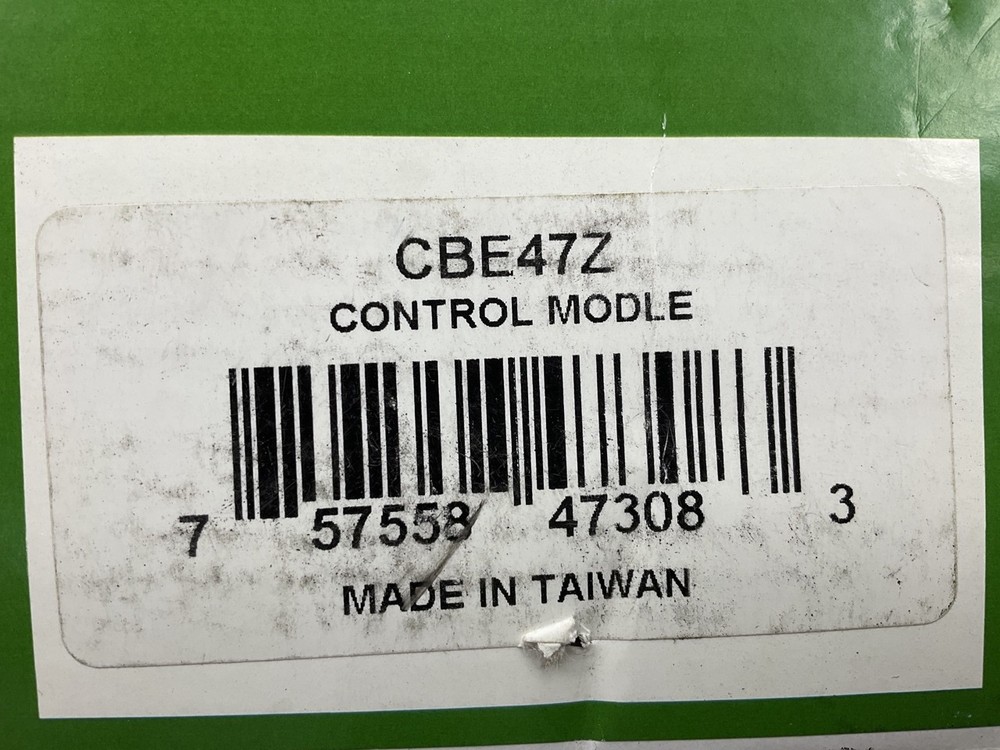 CBE47Z
CONTROL MODLE
7 57558 47308 3
MADE IN TAIWAN